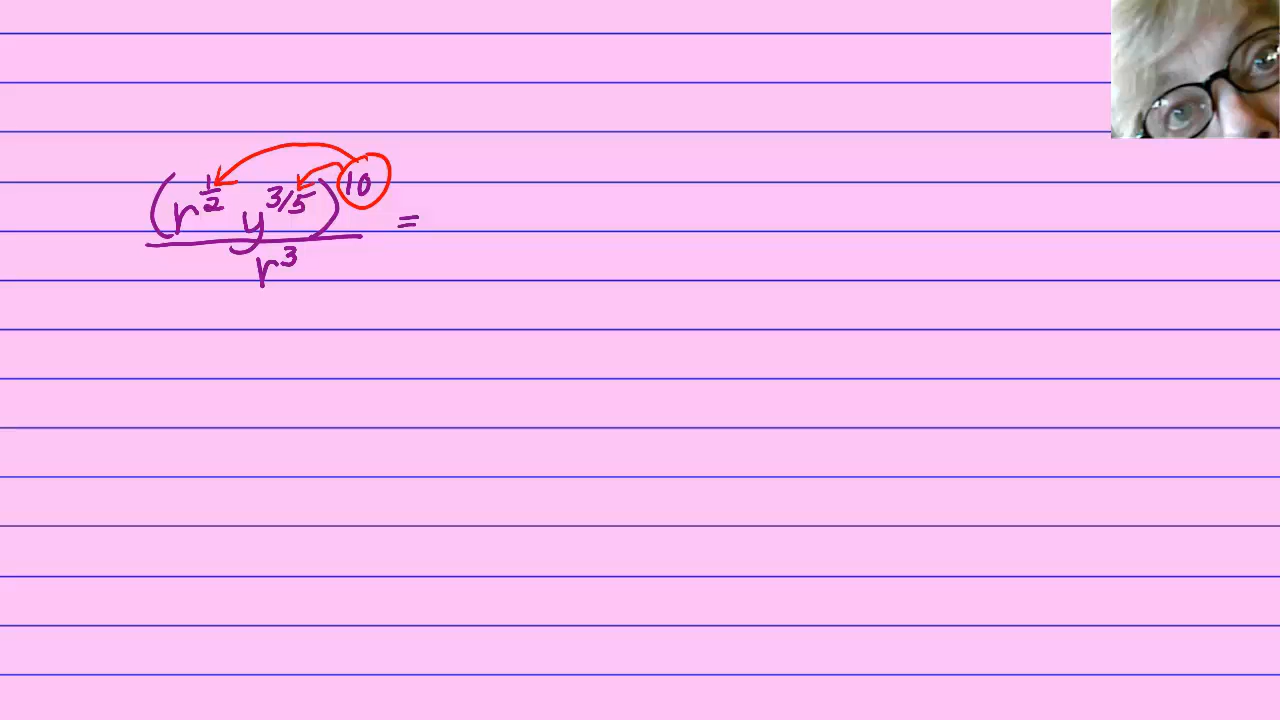 (r^{1/2} y^{3/5})^{10} =
r^3